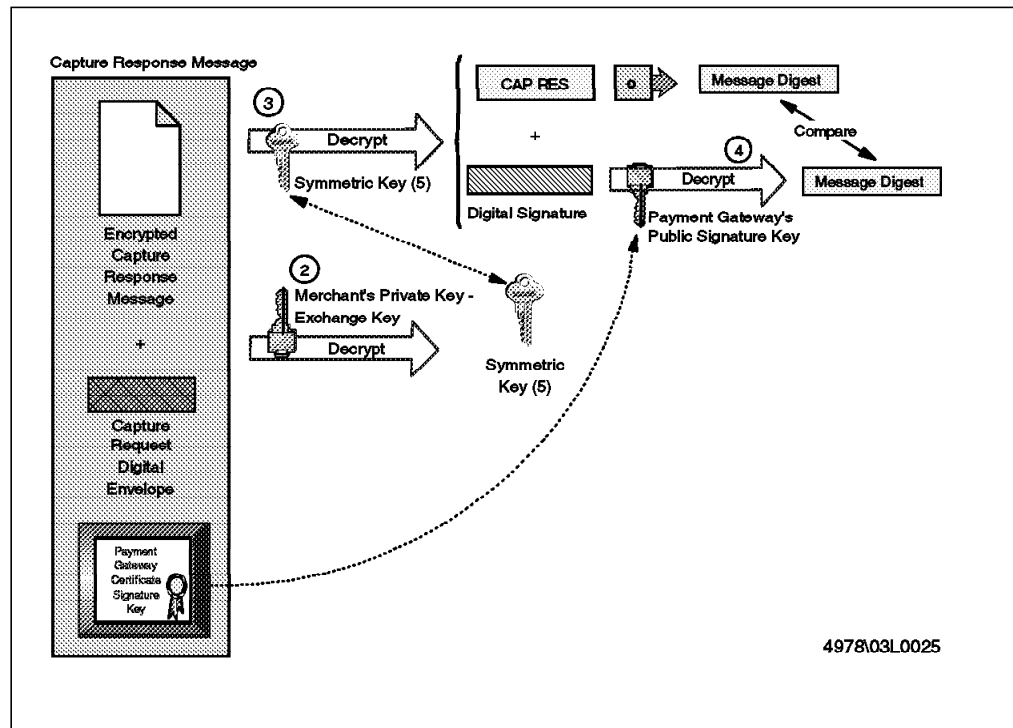 Capture Response Message
Encrypted
Capture
Response
Message
+
Capture
Request
Digital
Envelope
Payment
Gateway
Certificate
Signature
Key
3
Decrypt
Symmetric Key (5)
2
Merchant's Private Key -
Exchange Key
Decrypt
Symmetric
Key (5)
CAP RES
+
Digital Signature
Message Digest
Compare
4
Decrypt
Message Digest
Payment Gateway's
Public Signature Key
4978\03L0025